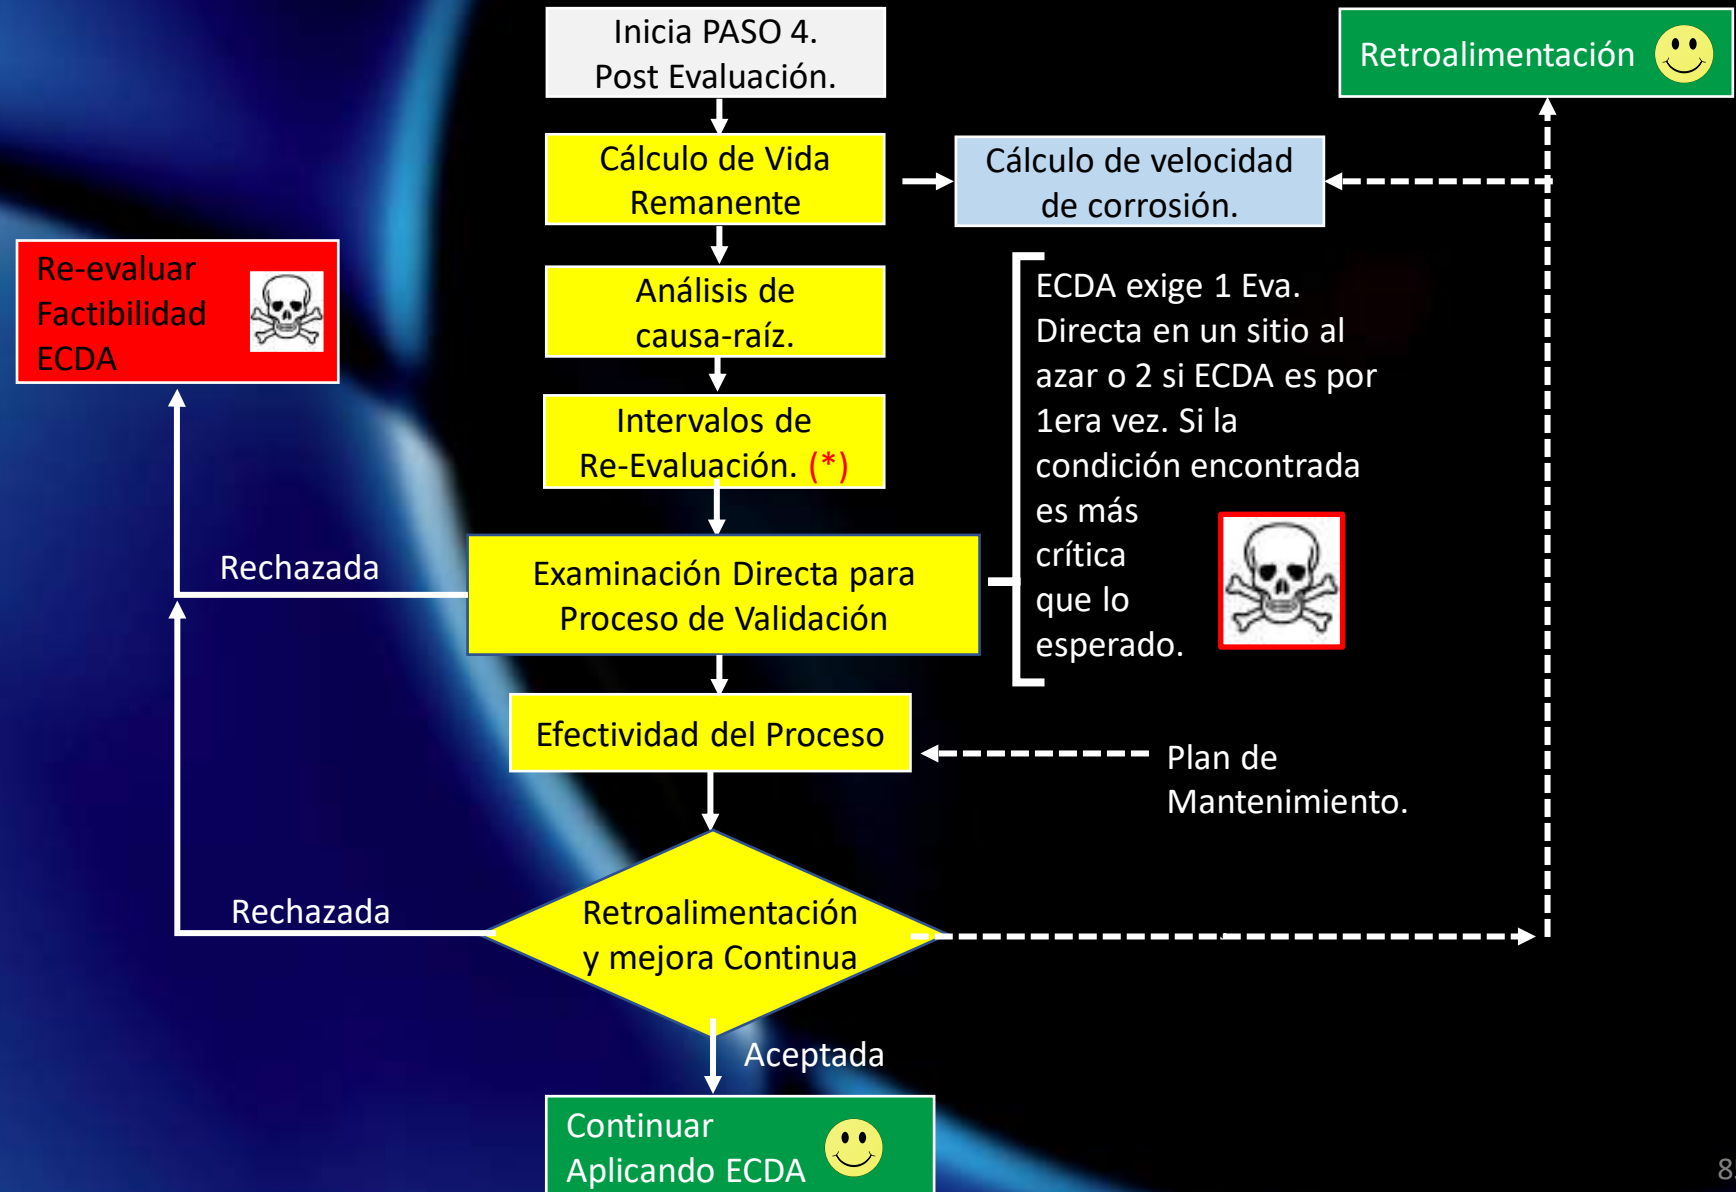 Inicia PASO 4.
Post Evaluación.
Retroalimentación
Cálculo de Vida
Remanente
Cálculo de velocidad
de corrosión.
Re-evaluar
Factibilidad
ECDA
Análisis de
causa-raíz.
ECDA exige 1 Eva.
Directa en un sitio al
azar o 2 si ECDA es por
1era vez. Si la
condición encontrada
es más
crítica
que lo
esperado.
Intervalos de
Re-Evaluación. (*)
Rechazada
Examinación Directa para
Proceso de Validación
Efectividad del Proceso
Plan de
Mantenimiento.
Rechazada
Retroalimentación
y mejora Continua
Aceptada
Continuar
Aplicando ECDA
8